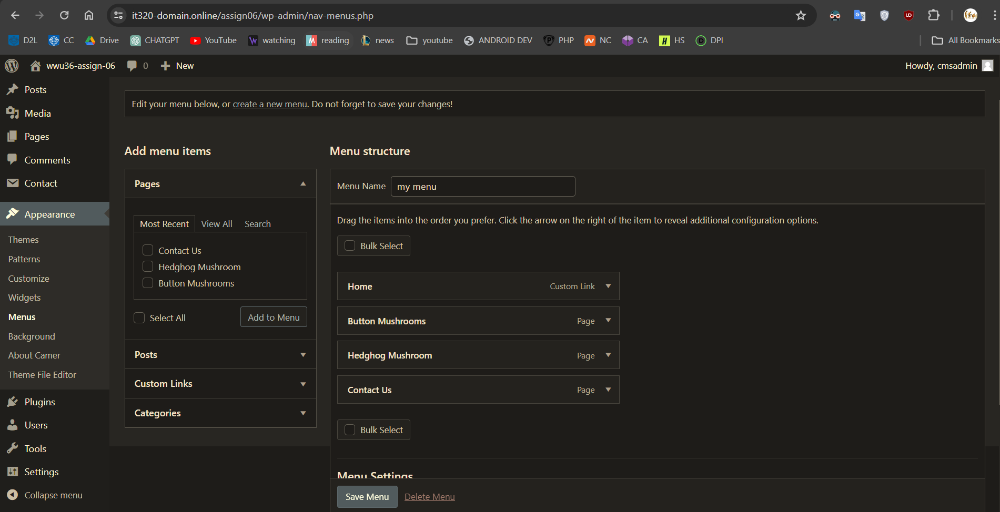 it320-domain.online/assign06/wp-admin/nav-menus.php
D2L CC Drive CHATGPT YouTube watching reading news youtube ANDROID DEV PHP NC CA HS DPI All Bookmarks
wwu36-assign-06 0 New Howdy, cmsadmin
Posts
Media
Pages
Comments
Contact
Appearance
Themes
Patterns
Customize
Widgets
Menus
Background
About Camer
Theme File Editor
Plugins
Users
Tools
Settings
Collapse menu
Edit your menu below, or create a new menu. Do not forget to save your changes!
Add menu items
Pages
Most Recent View All Search
Contact Us
Hedghog Mushroom
Button Mushrooms
Select All Add to Menu
Posts
Custom Links
Categories
Menu structure
Menu Name my menu
Drag the items into the order you prefer. Click the arrow on the right of the item to reveal additional configuration options.
Bulk Select
Home Custom Link
Button Mushrooms Page
Hedghog Mushroom Page
Contact Us Page
Bulk Select
Menu Settings
Save Menu Delete Menu